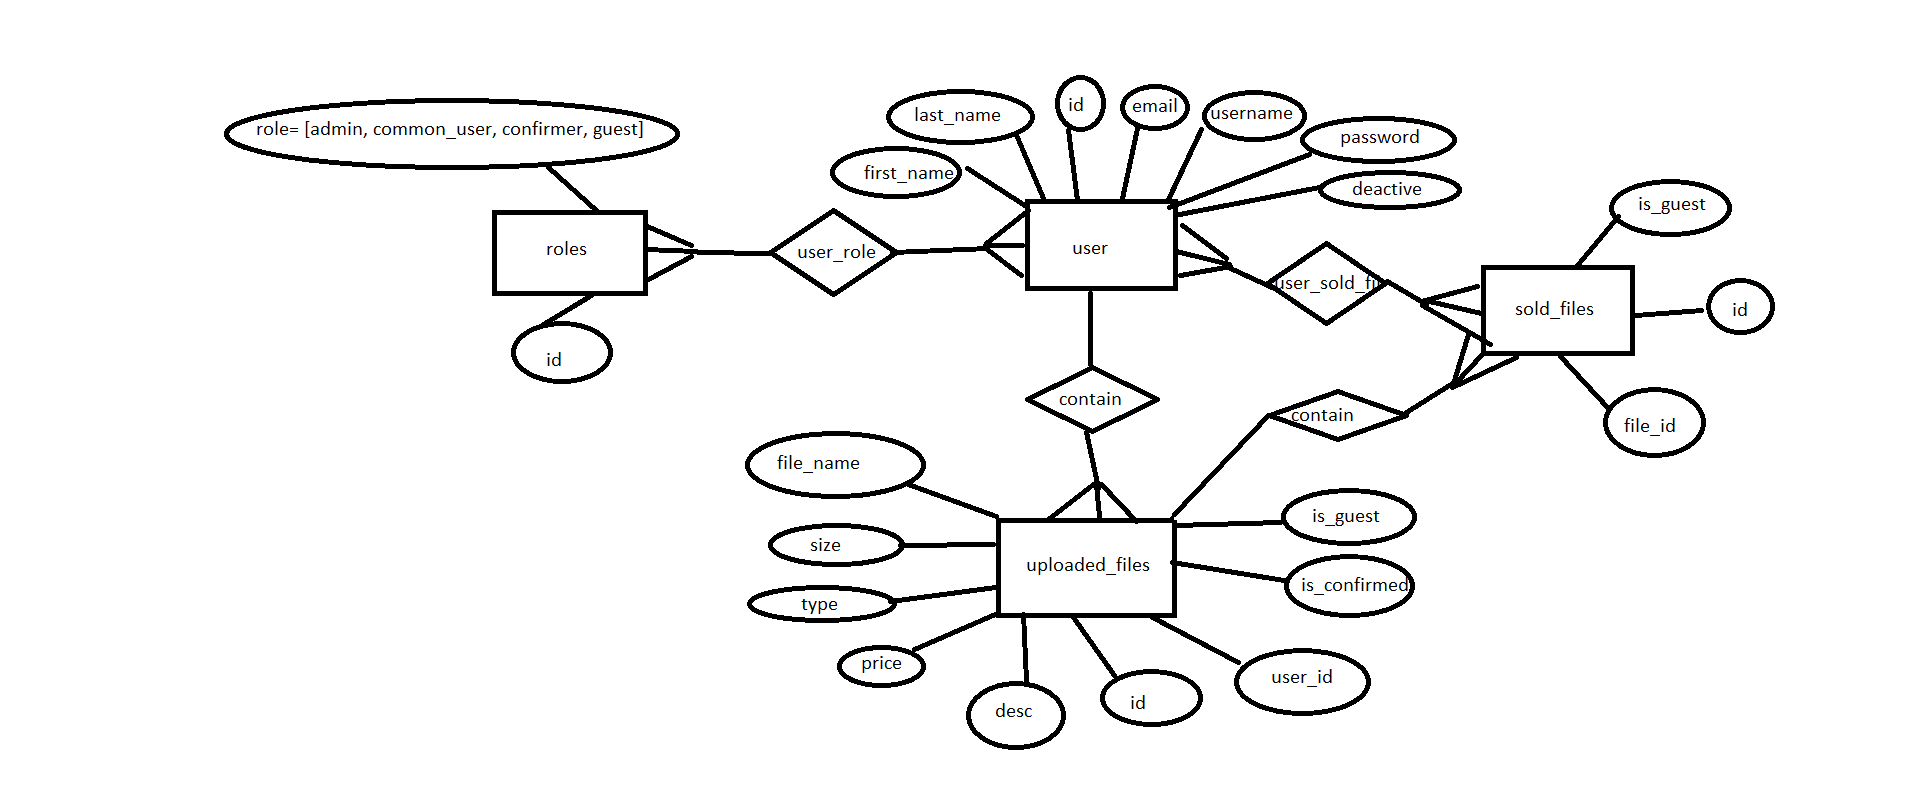 last_name
id
email
username
role= [admin, common_user, confirmer, guest]
password
first_name
deactive
is_guest
roles
user_role
user
user_sold_fil
sold_files
id
id
contain
contain
file_id
file_name
is_guest
size
uploaded_files
is_confirmed
type
price
user_id
desc
id